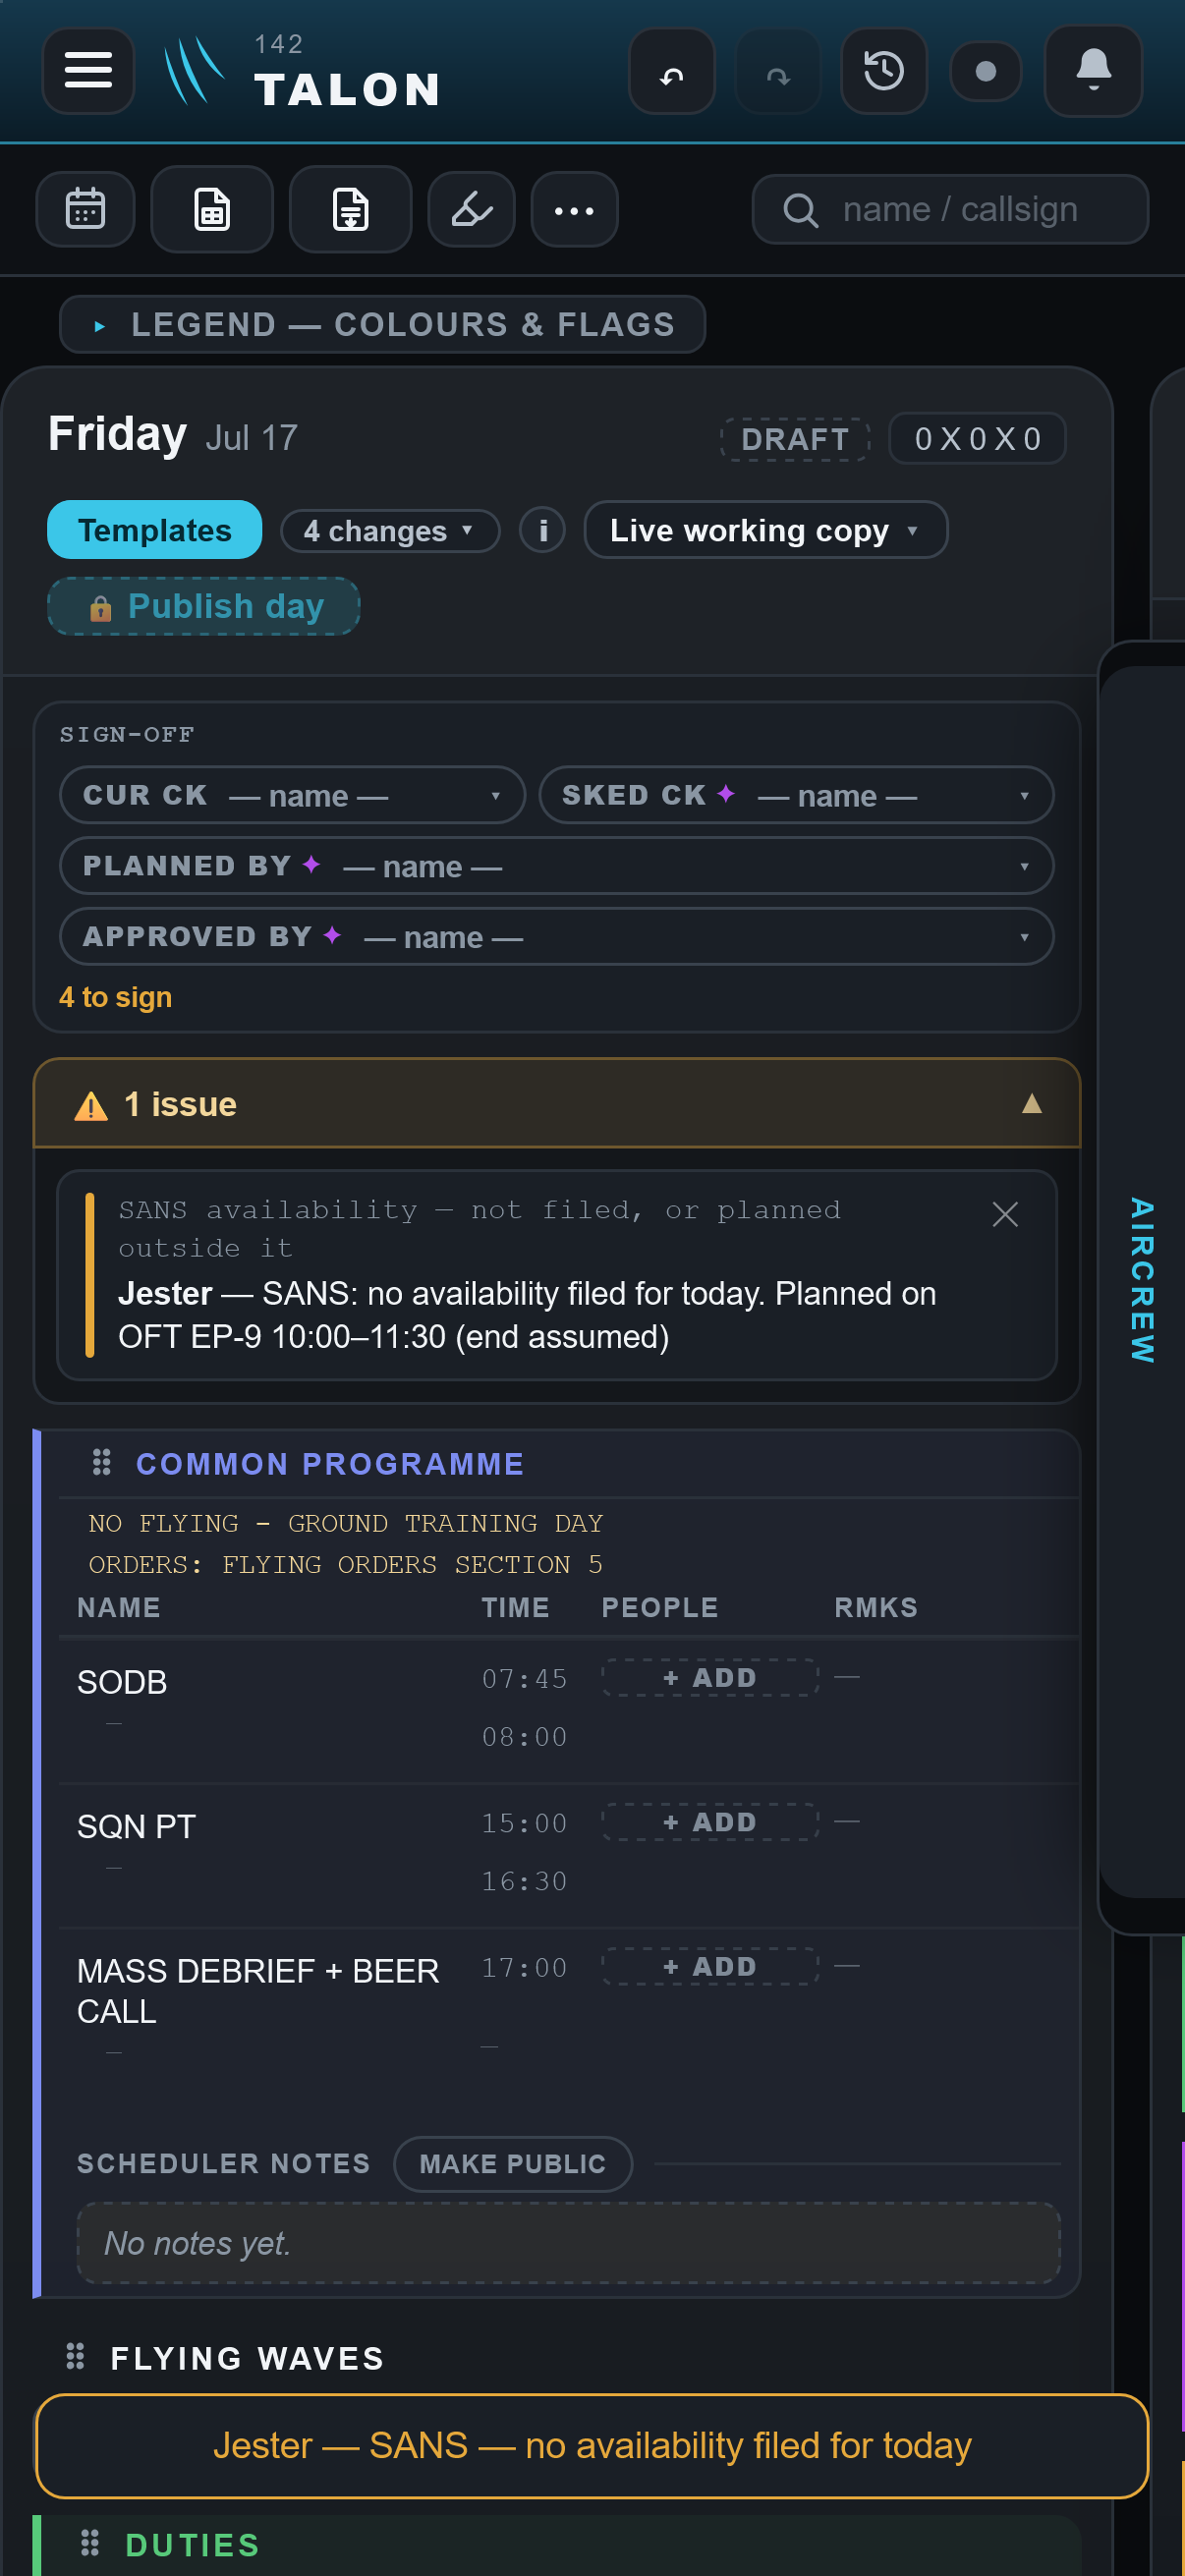 142
TALON
name / callsign
▸ LEGEND — COLOURS & FLAGS
Friday Jul 17
DRAFT
0 X 0 X 0
Templates
4 changes ▾
i
Live working copy ▾
🔒 Publish day
SIGN-OFF
CUR CK — name — ▾
SKED CK ✦ — name — ▾
PLANNED BY ✦ — name — ▾
APPROVED BY ✦ — name — ▾
4 to sign
⚠️ 1 issue ▲
SANS availability — not filed, or planned
outside it
Jester — SANS: no availability filed for today. Planned on
OFT EP-9 10:00–11:30 (end assumed)
AIRCREW
COMMON PROGRAMME
NO FLYING - GROUND TRAINING DAY
ORDERS: FLYING ORDERS SECTION 5
NAME TIME PEOPLE RMKS
SODB 07:45 + ADD —
— 08:00
SQN PT 15:00 + ADD —
— 16:30
MASS DEBRIEF + BEER 17:00 + ADD —
CALL
— —
SCHEDULER NOTES MAKE PUBLIC
No notes yet.
FLYING WAVES
Jester — SANS — no availability filed for today
DUTIES